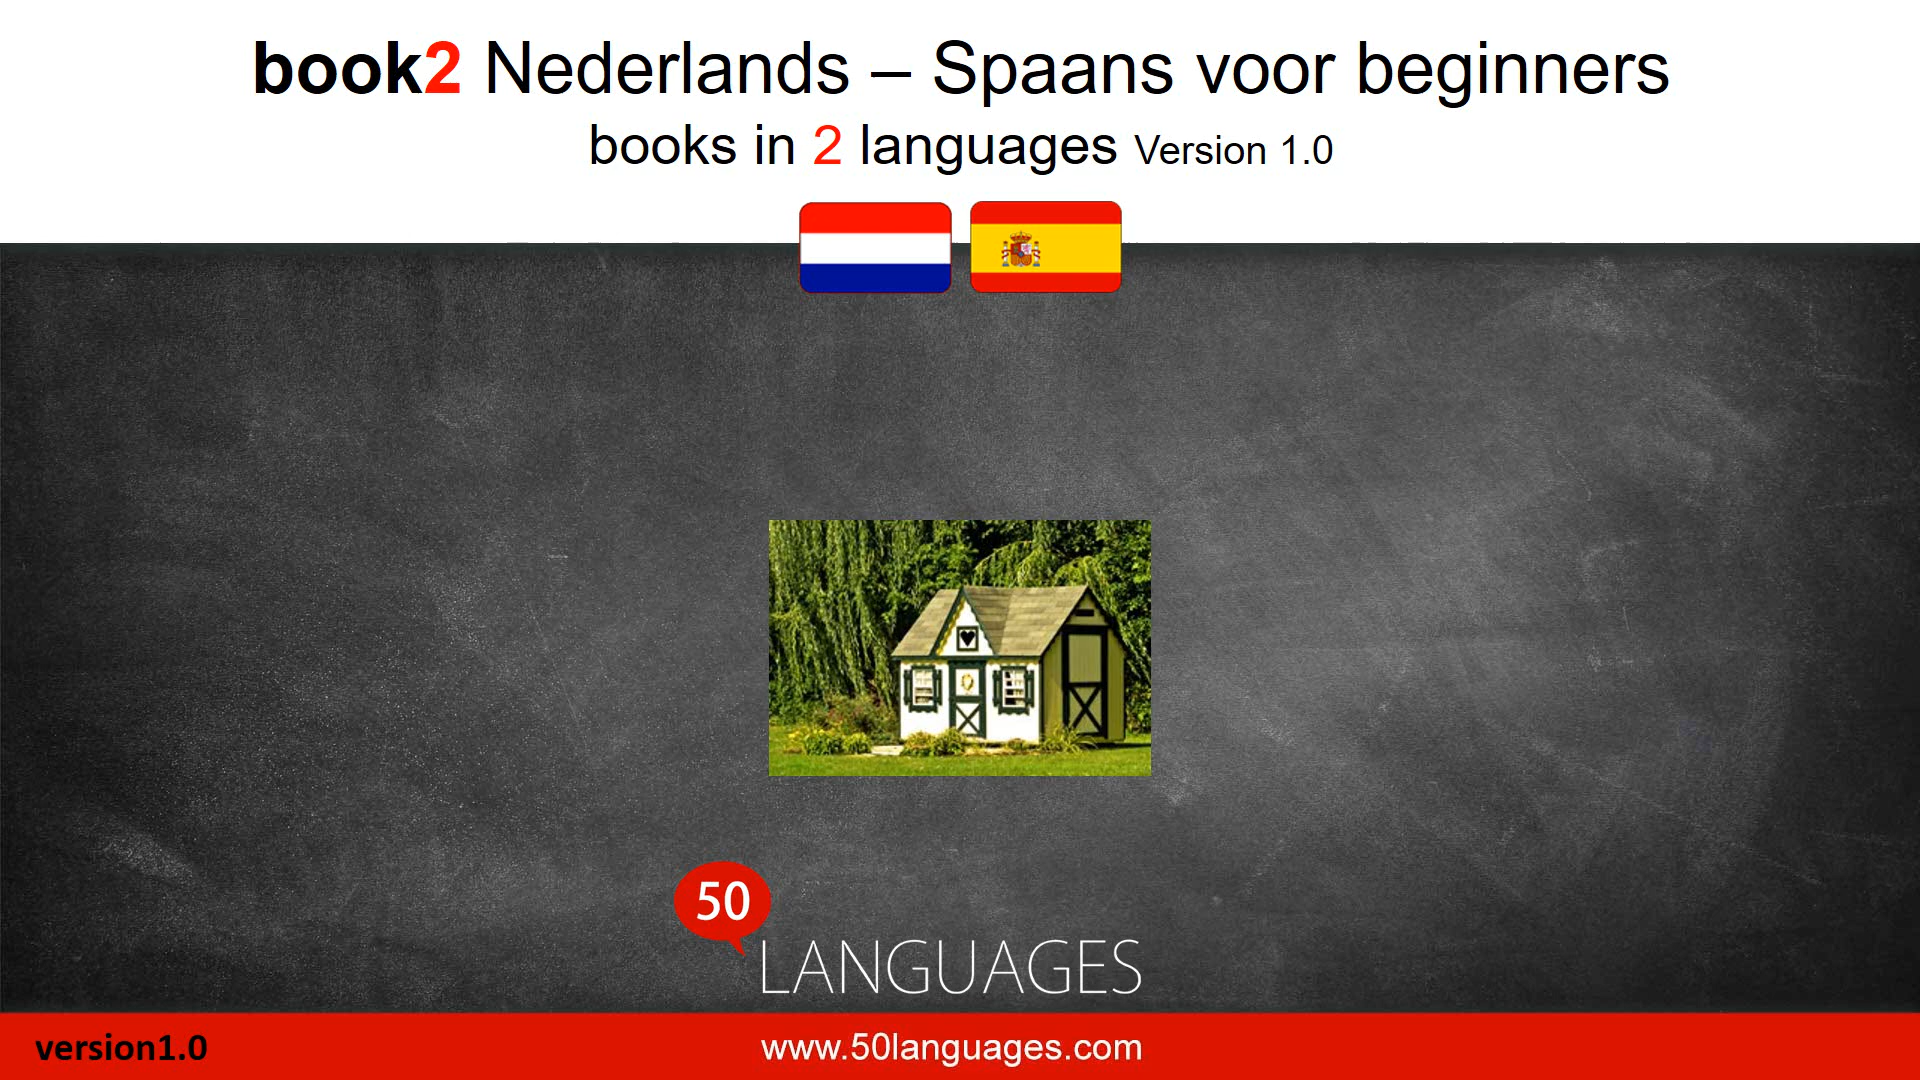 book2 Nederlands – Spaans voor beginners
books in 2 languages Version 1.0
50
LANGUAGES
version1.0
www.50languages.com